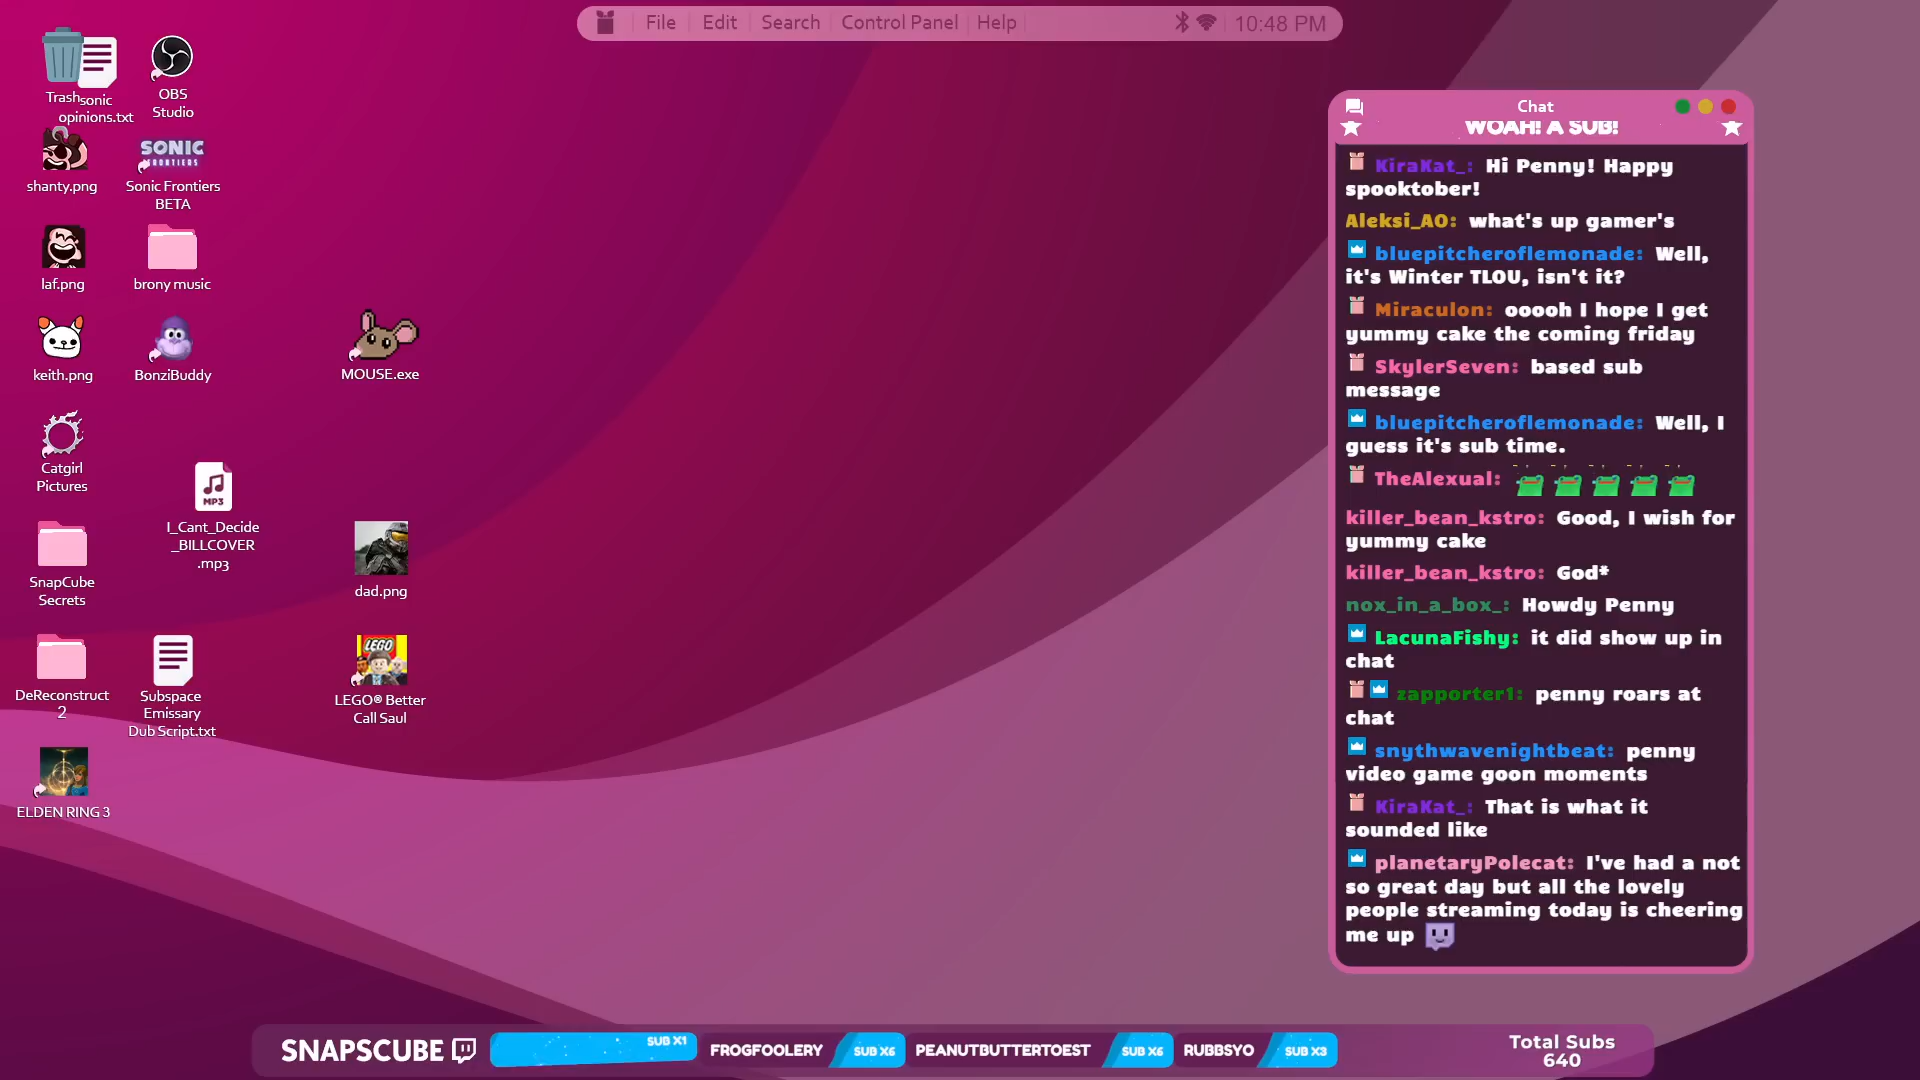 File Edit Search Control Panel Help 10:48 PM
Trash
sonic
opinions.txt
OBS
Studio
shanty.png
SONIC
FRONTIERS
Sonic Frontiers
BETA
laf.png
brony music
keith.png
BonziBuddy
MOUSE.exe
Catgirl
Pictures
MP3
I_Cant_Decide
_BILLCOVER
.mp3
SnapCube
Secrets
dad.png
DeReconstruct
2
Subspace
Emissary
Dub Script.txt
LEGO
LEGO® Better
Call Saul
ELDEN RING 3
Chat
WOAH! A SUB!
KiraKat_: Hi Penny! Happy
spooktober!
Aleksi_AO: what's up gamer's
bluepitcheroflemonade: Well,
it's Winter TLOU, isn't it?
Miraculon: ooooh I hope I get
yummy cake the coming friday
SkylerSeven: based sub
message
bluepitcheroflemonade: Well, I
guess it's sub time.
TheAlexual:
killer_bean_kstro: Good, I wish for
yummy cake
killer_bean_kstro: God*
nox_in_a_box_: Howdy Penny
LacunaFishy: it did show up in
chat
zapporter1: penny roars at
chat
snythwavenightbeat: penny
video game goon moments
KiraKat_: That is what it
sounded like
planetaryPolecat: I've had a not
so great day but all the lovely
people streaming today is cheering
me up
SNAPSCUBE SUB X1 FROGFOOLERY SUB X6 PEANUTBUTTERTOEST SUB X6 RUBBSYO SUB X3
Total Subs
640